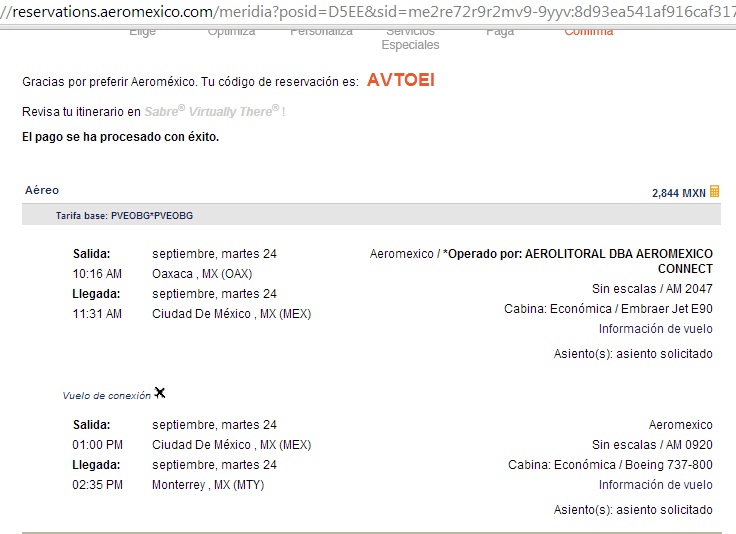 //reservations.aeromexico.com/meridia?posid=D5EE&sid=me2re72r9r2mv9-9yyv:8d93ea541af916caf317
Elige Optimiza Personaliza Servicios Especiales Paga Confirma
Gracias por preferir Aeroméxico. Tu código de reservación es: AVTOEI
Revisa tu itinerario en Sabre® Virtually There® !
El pago se ha procesado con éxito.
Aéreo 2,844 MXN
Tarifa base: PVEOBG*PVEOBG
Salida: septiembre, martes 24 Aeromexico / *Operado por: AEROLITORAL DBA AEROMEXICO CONNECT
10:16 AM Oaxaca , MX (OAX)
Sin escalas / AM 2047
Llegada: septiembre, martes 24
Cabina: Económica / Embraer Jet E90
11:31 AM Ciudad De México , MX (MEX)
Información de vuelo
Asiento(s): asiento solicitado
Vuelo de conexión
Salida: septiembre, martes 24 Aeromexico
01:00 PM Ciudad De México , MX (MEX) Sin escalas / AM 0920
Llegada: septiembre, martes 24 Cabina: Económica / Boeing 737-800
02:35 PM Monterrey , MX (MTY) Información de vuelo
Asiento(s): asiento solicitado